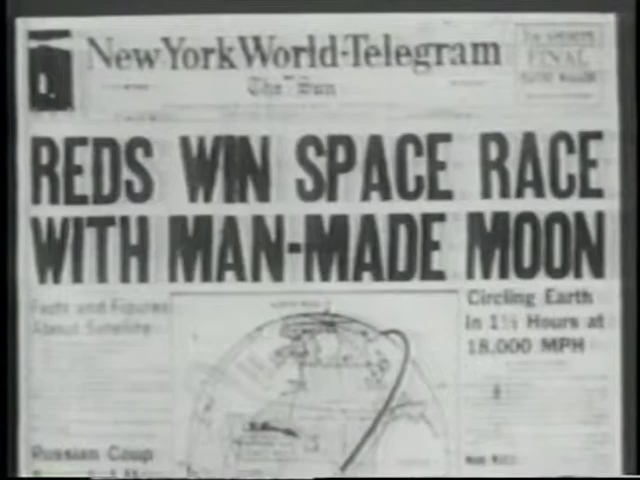 New York World-Telegram
The Sun
FINAL
REDS WIN SPACE RACE
WITH MAN-MADE MOON
Facts and Figures
About Satellite
Circling Earth
in 1½ Hours at
18,000 MPH
Russian Coup